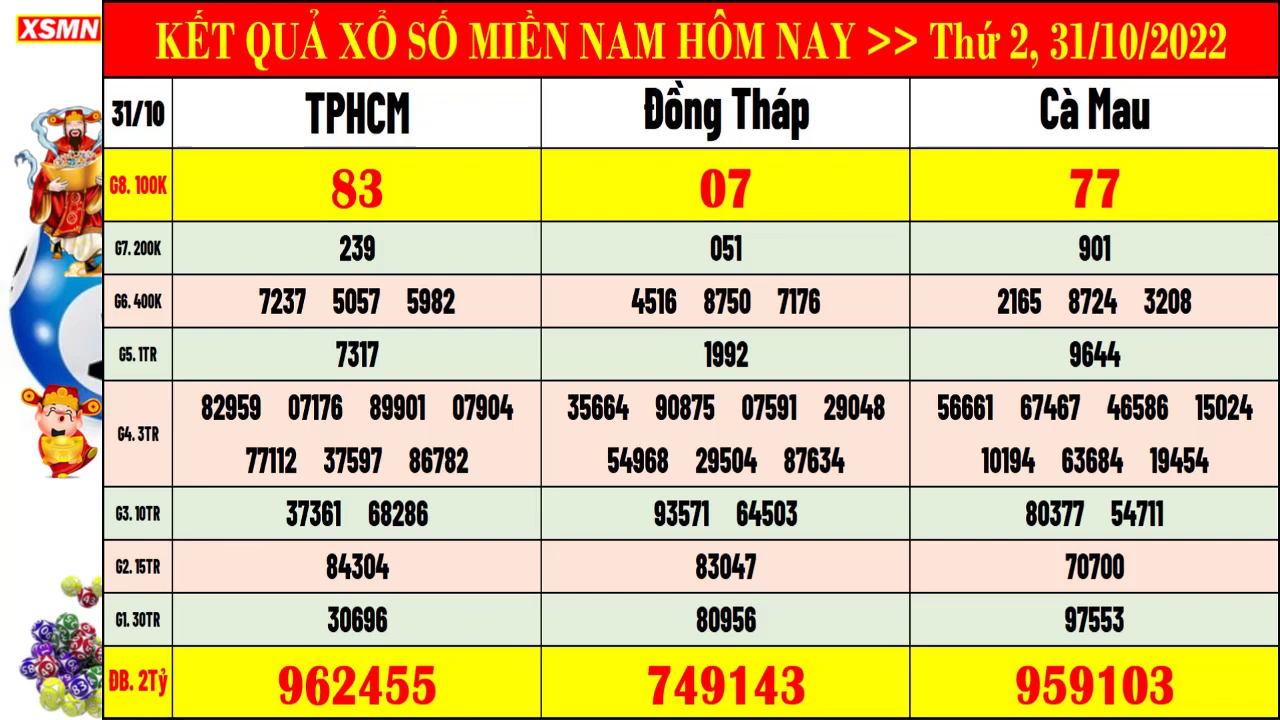 XSMN
KẾT QUẢ XỔ SỐ MIỀN NAM HÔM NAY >> Thứ 2, 31/10/2022
31/10 TPHCM Đồng Tháp Cà Mau
G8. 100K 83 07 77
G7. 200K 239 051 901
G6. 400K 7237 5057 5982 4516 8750 7176 2165 8724 3208
G5. 1TR 7317 1992 9644
82959 07176 89901 07904 35664 90875 07591 29048 56661 67467 46586 15024
G4. 3TR
77112 37597 86782 54968 29504 87634 10194 63684 19454
G3. 10TR 37361 68286 93571 64503 80377 54711
G2. 15TR 84304 83047 70700
G1. 30TR 30696 80956 97553
ĐB. 2Tỷ 962455 749143 959103